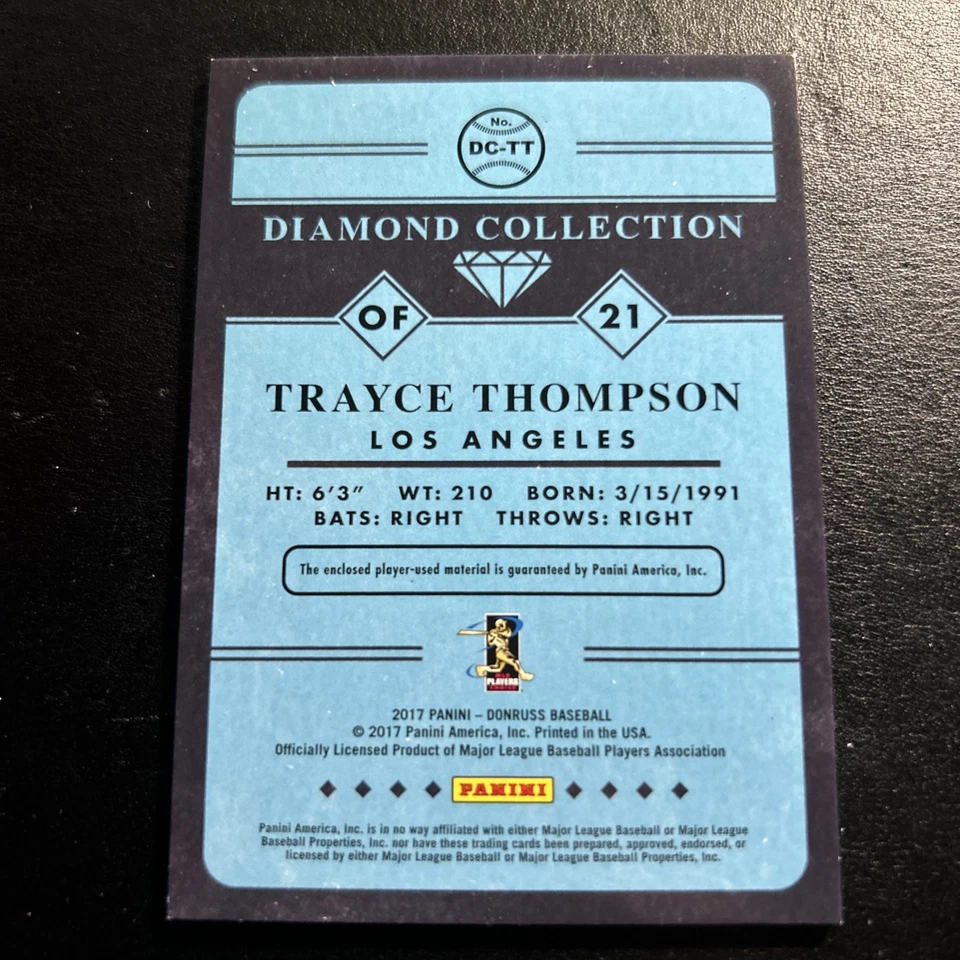 No.
DC-TT
DIAMOND COLLECTION
OF 21
TRAYCE THOMPSON
LOS ANGELES
HT: 6'3" WT: 210 BORN: 3/15/1991
BATS: RIGHT THROWS: RIGHT
The enclosed player-used material is guaranteed by Panini America, Inc.
MLB
PLAYERS
CHOICE
2017 PANINI – DONRUSS BASEBALL
© 2017 Panini America, Inc. Printed in the USA.
Officially Licensed Product of Major League Baseball Players Association
PANINI
Panini America, Inc. is in no way affiliated with either Major League Baseball or Major League
Baseball Properties, Inc. nor have these trading cards been prepared, approved, endorsed, or
licensed by either Major League Baseball or Major League Baseball Properties, Inc.